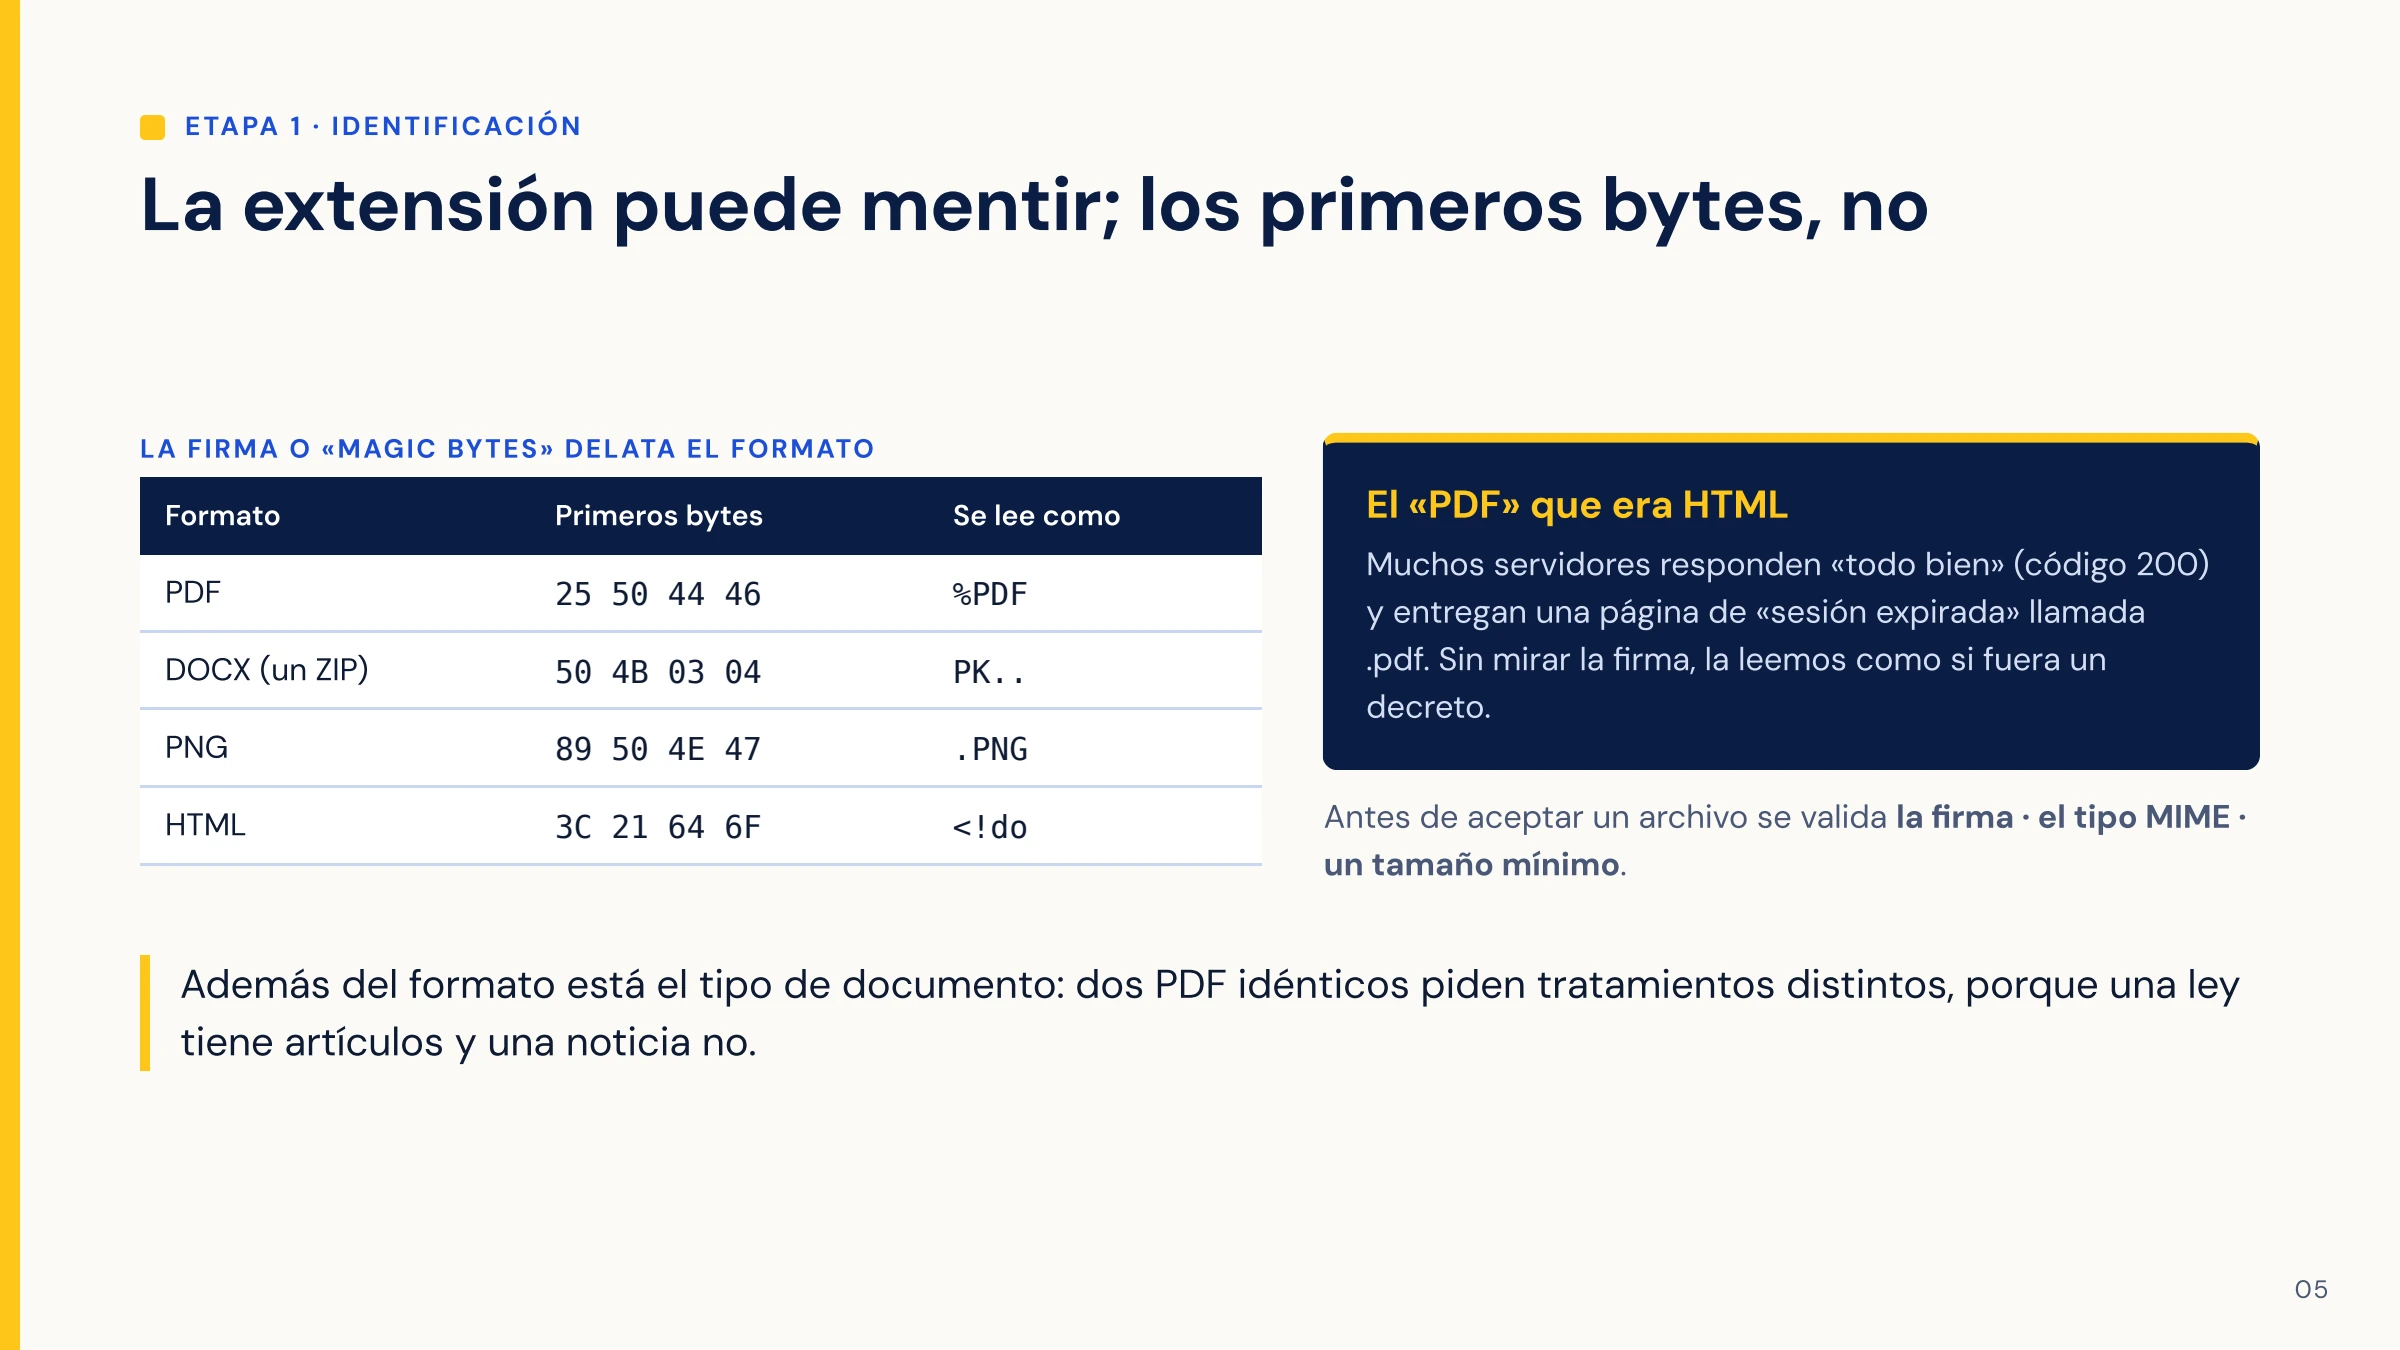 ETAPA 1 · IDENTIFICACIÓN
La extensión puede mentir; los primeros bytes, no
LA FIRMA O «MAGIC BYTES» DELATA EL FORMATO
Formato Primeros bytes Se lee como
PDF 25 50 44 46 %PDF
DOCX (un ZIP) 50 4B 03 04 PK..
PNG 89 50 4E 47 .PNG
HTML 3C 21 64 6F <!do
El «PDF» que era HTML
Muchos servidores responden «todo bien» (código 200)
y entregan una página de «sesión expirada» llamada
.pdf. Sin mirar la firma, la leemos como si fuera un
decreto.
Antes de aceptar un archivo se valida la firma · el tipo MIME ·
un tamaño mínimo.
Además del formato está el tipo de documento: dos PDF idénticos piden tratamientos distintos, porque una ley
tiene artículos y una noticia no.
05